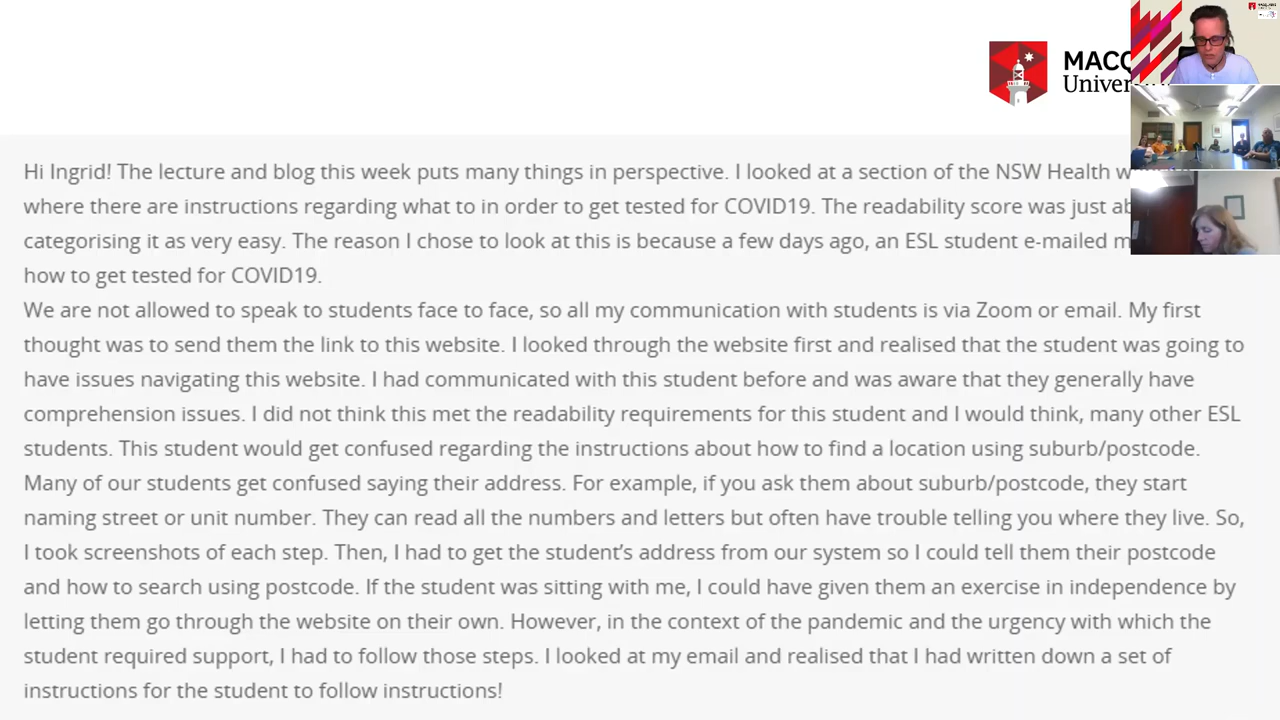 MACQ
Univer
Hi Ingrid! The lecture and blog this week puts many things in perspective. I looked at a section of the NSW Health w
where there are instructions regarding what to in order to get tested for COVID19. The readability score was just ab
categorising it as very easy. The reason I chose to look at this is because a few days ago, an ESL student e-mailed m
how to get tested for COVID19.
We are not allowed to speak to students face to face, so all my communication with students is via Zoom or email. My first
thought was to send them the link to this website. I looked through the website first and realised that the student was going to
have issues navigating this website. I had communicated with this student before and was aware that they generally have
comprehension issues. I did not think this met the readability requirements for this student and I would think, many other ESL
students. This student would get confused regarding the instructions about how to find a location using suburb/postcode.
Many of our students get confused saying their address. For example, if you ask them about suburb/postcode, they start
naming street or unit number. They can read all the numbers and letters but often have trouble telling you where they live. So,
I took screenshots of each step. Then, I had to get the student’s address from our system so I could tell them their postcode
and how to search using postcode. If the student was sitting with me, I could have given them an exercise in independence by
letting them go through the website on their own. However, in the context of the pandemic and the urgency with which the
student required support, I had to follow those steps. I looked at my email and realised that I had written down a set of
instructions for the student to follow instructions!